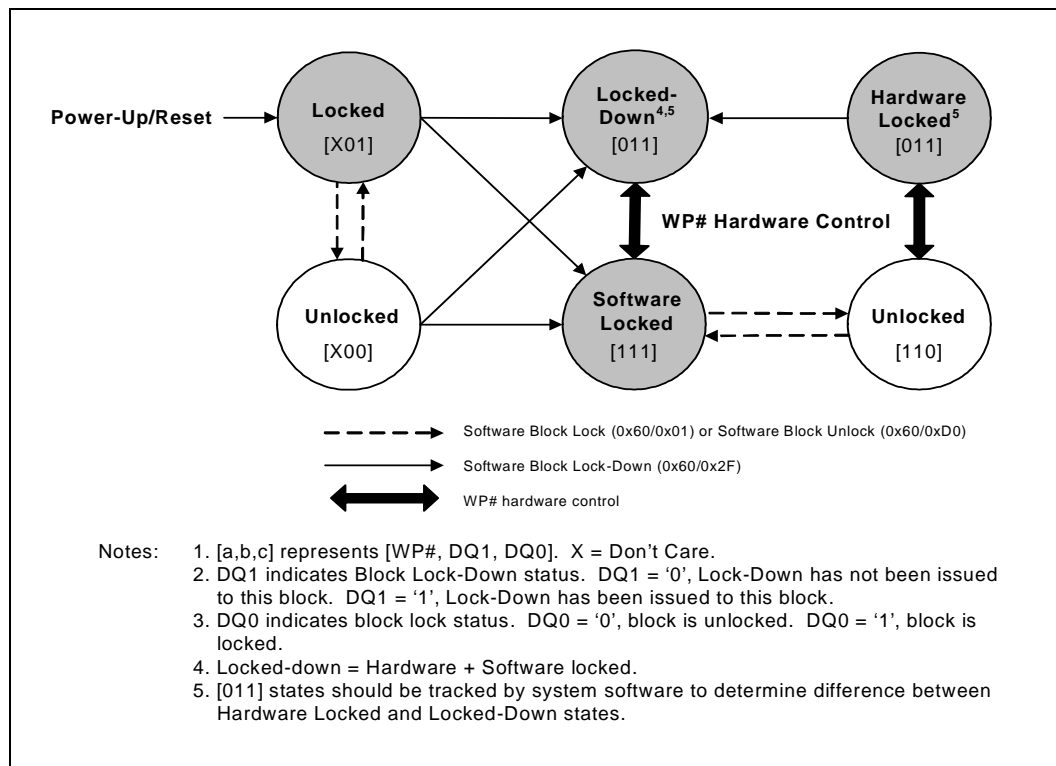 Power-Up/Reset
Locked
[X01]
Locked-
Down4,5
[011]
Hardware
Locked5
[011]
WP# Hardware Control
Unlocked
[X00]
Software
Locked
[111]
Unlocked
[110]
Software Block Lock (0x60/0x01) or Software Block Unlock (0x60/0xD0)
Software Block Lock-Down (0x60/0x2F)
WP# hardware control
Notes: 1. [a,b,c] represents [WP#, DQ1, DQ0]. X = Don't Care.
2. DQ1 indicates Block Lock-Down status. DQ1 = ‘0’, Lock-Down has not been issued
to this block. DQ1 = ‘1’, Lock-Down has been issued to this block.
3. DQ0 indicates block lock status. DQ0 = ‘0’, block is unlocked. DQ0 = ‘1’, block is
locked.
4. Locked-down = Hardware + Software locked.
5. [011] states should be tracked by system software to determine difference between
Hardware Locked and Locked-Down states.